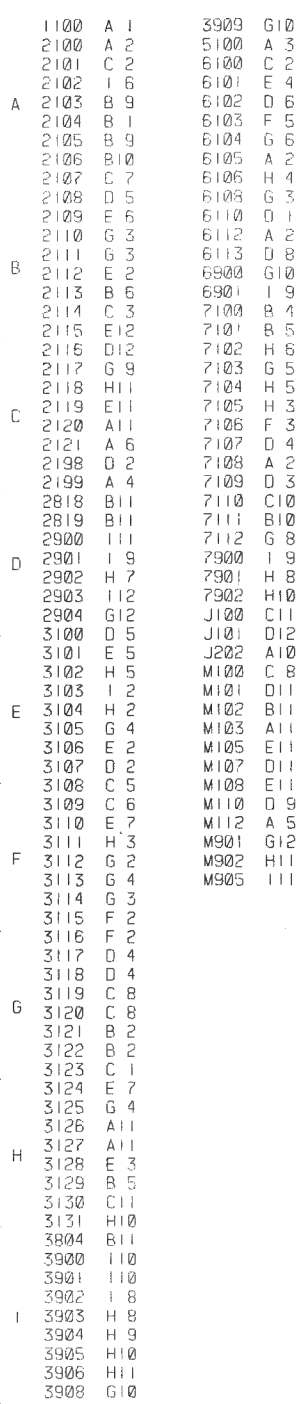 1100 A 1
2100 A 2
2101 C 2
2102 I 6
A
2103 B 9
2104 B 1
2105 B 9
2106 B10
2107 C 7
2108 D 5
2109 E 6
2110 G 3
2111 G 3
B
2112 E 2
2113 B 6
2114 C 3
2115 E12
2116 D12
2117 G 9
2118 H11
2119 E11
C
2120 A11
2121 A 6
2198 D 2
2199 A 4
2818 B11
2819 B11
2900 I11
D
2901 I 9
2902 H 7
2903 I12
2904 G12
3100 D 5
3101 E 5
3102 H 5
3103 I 2
E
3104 H 2
3105 G 4
3106 E 2
3107 D 2
3108 C 5
3109 C 6
3110 E 7
3111 H 3
F
3112 G 2
3113 G 4
3114 G 3
3115 F 2
3116 F 2
3117 D 4
3118 D 4
3119 C 8
G
3120 C 8
3121 B 2
3122 B 2
3123 C 1
3124 E 7
3125 G 4
3126 A11
3127 A11
H
3128 E 3
3129 B 5
3130 C11
3131 H10
3804 B11
3900 I10
3901 I10
3902 I 8
I
3903 H 8
3904 H 9
3905 H10
3906 H11
3908 G10
3909 G10
5100 A 3
6100 C 2
6101 E 4
6102 D 6
6103 F 5
6104 G 6
6105 A 2
6106 H 4
6108 G 3
6110 D 1
6112 A 2
6113 D 8
6900 G10
6901 I 9
7100 B 4
7101 B 5
7102 H 6
7103 G 5
7104 H 5
7105 H 3
7106 F 3
7107 D 4
7108 A 2
7109 D 3
7110 C10
7111 B10
7112 G 8
7900 I 9
7901 H 8
7902 H10
J100 C11
J101 D12
J202 A10
M100 C 8
M101 D11
M102 B11
M103 A11
M105 E11
M107 D11
M108 E11
M110 D 9
M112 A 5
M901 G12
M902 H11
M905 I11